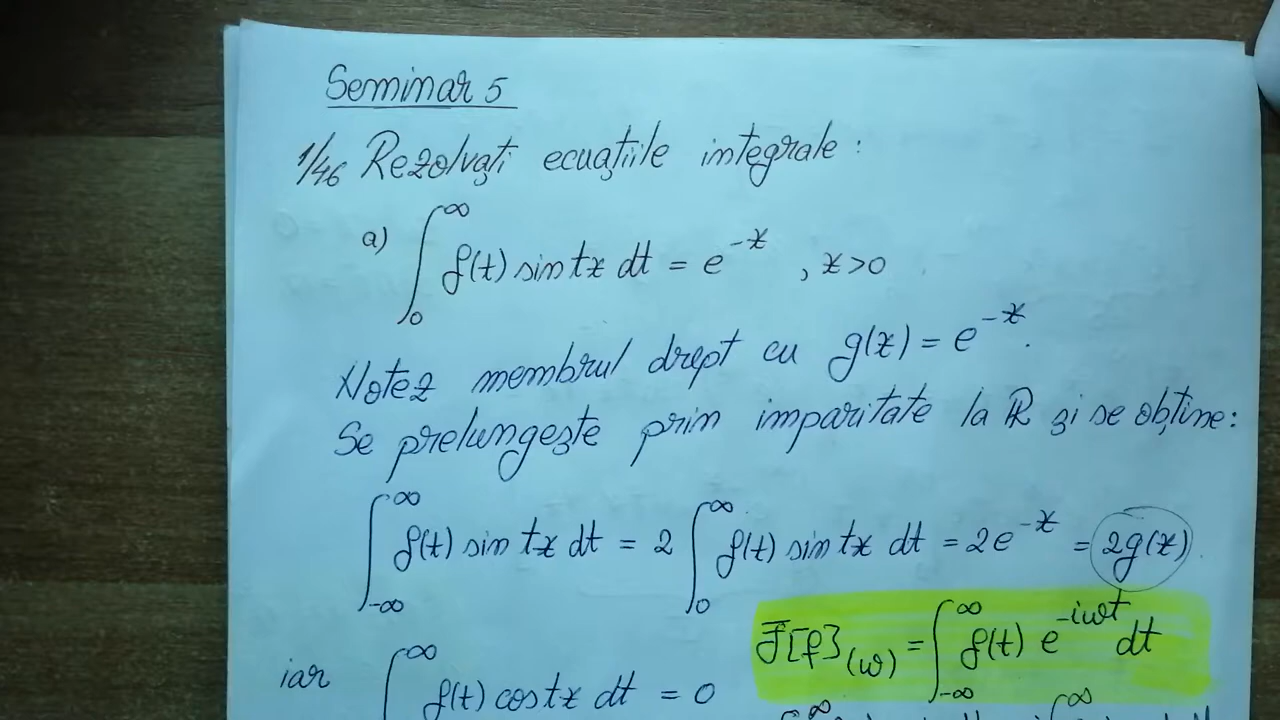 Seminar 5
1/46 Rezolvați ecuațiile integrale:
a) ∫₀^∞ f(t) sin tx dt = e^{-x}, x>0
Notez membrul drept cu g(x) = e^{-x}.
Se prelungește prin imparitate la R și se obține:
∫_{-∞}^{∞} f(t) sin tx dt = 2 ∫₀^∞ f(t) sin tx dt = 2e^{-x} = 2g(x).
F[f](ω) = ∫_{-∞}^{∞} f(t) e^{-iωt} dt
iar ∫^∞ f(t) cos tx dt = 0